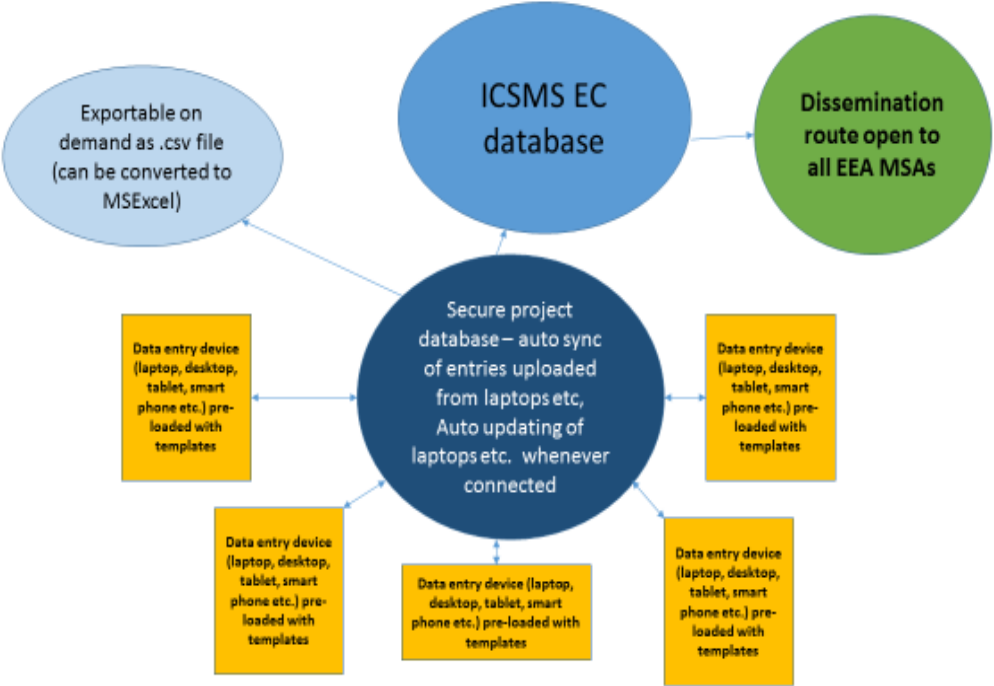 Exportable on
demand as .csv file
(can be converted to
MSExcel)
ICSMS EC
database
Dissemination
route open to
all EEA MSAs
Secure project
database – auto sync
of entries uploaded
from laptops etc,
Auto updating of
laptops etc. whenever
connected
Data entry device
(laptop, desktop,
tablet, smart
phone etc.) pre-
loaded with
templates
Data entry device
(laptop, desktop,
tablet, smart
phone etc.) pre-
loaded with
templates
Data entry device
(laptop, desktop,
tablet, smart
phone etc.) pre-
loaded with
templates
Data entry device (laptop,
desktop, tablet, smart
phone etc.) pre-loaded with
templates
Data entry device
(laptop, desktop,
tablet, smart
phone etc.) pre-
loaded with
templates